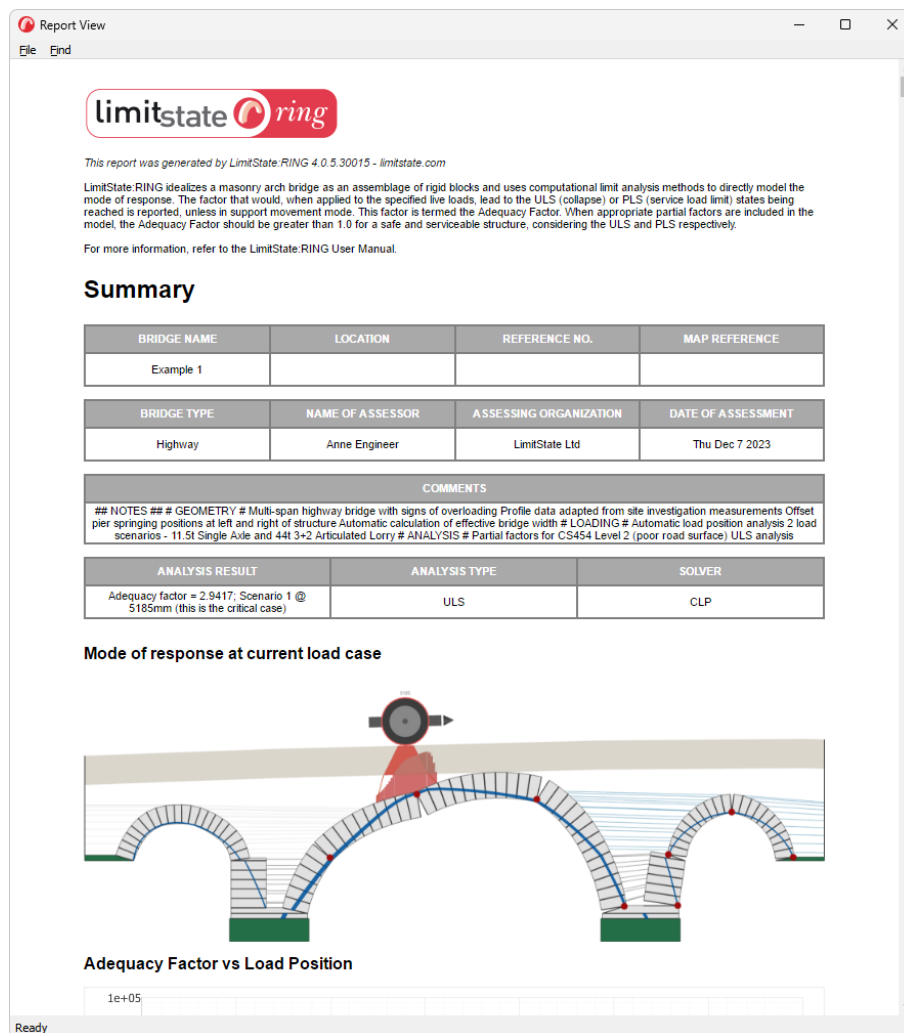 Report View
File Find
limitstate ring
This report was generated by LimitState:RING 4.0.5.30015 - limitstate.com
LimitState:RING idealizes a masonry arch bridge as an assemblage of rigid blocks and uses computational limit analysis methods to directly model the
mode of response. The factor that would, when applied to the specified live loads, lead to the ULS (collapse) or PLS (service load limit) states being
reached is reported, unless in support movement mode. This factor is termed the Adequacy Factor. When appropriate partial factors are included in the
model, the Adequacy Factor should be greater than 1.0 for a safe and serviceable structure, considering the ULS and PLS respectively.
For more information, refer to the LimitState:RING User Manual.
Summary
BRIDGE NAME LOCATION REFERENCE NO. MAP REFERENCE
Example 1
BRIDGE TYPE NAME OF ASSESSOR ASSESSING ORGANIZATION DATE OF ASSESSMENT
Highway Anne Engineer LimitState Ltd Thu Dec 7 2023
COMMENTS
## NOTES ## # GEOMETRY # Multi-span highway bridge with signs of overloading Profile data adapted from site investigation measurements Offset
pier springing positions at left and right of structure Automatic calculation of effective bridge width # LOADING # Automatic load position analysis 2 load
scenarios - 11.5t Single Axle and 44t 3+2 Articulated Lorry # ANALYSIS # Partial factors for CS454 Level 2 (poor road surface) ULS analysis
ANALYSIS RESULT ANALYSIS TYPE SOLVER
Adequacy factor = 2.9417; Scenario 1 @
5185mm (this is the critical case) ULS CLP
Mode of response at current load case
Adequacy Factor vs Load Position
1e+05
Ready